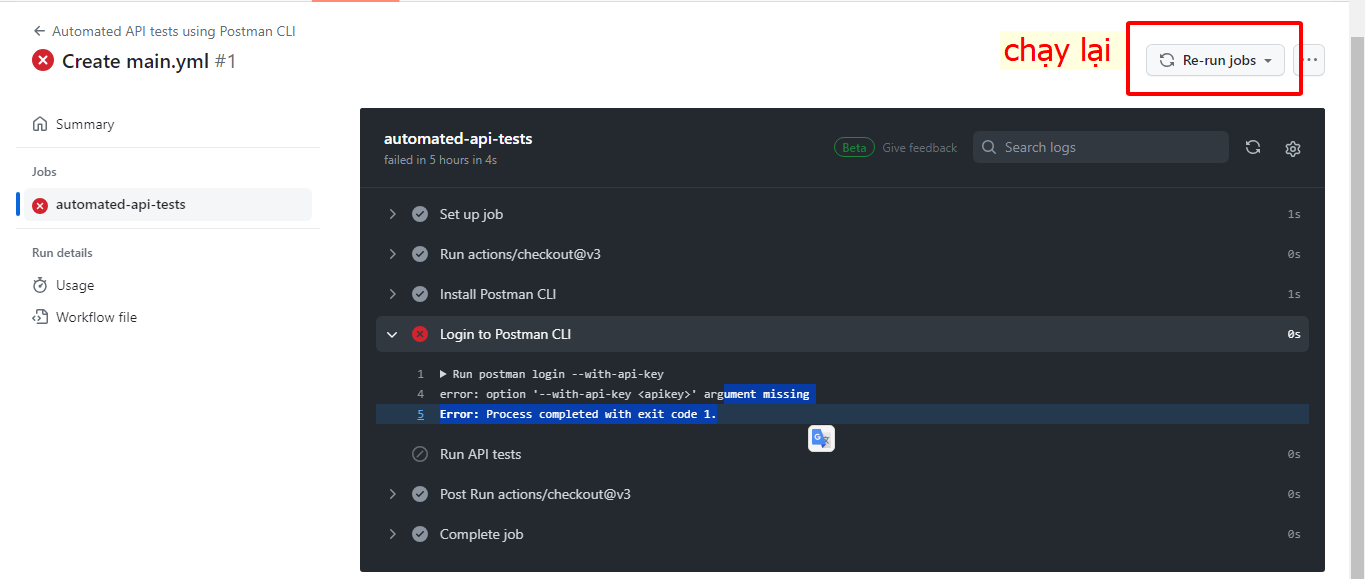 Automated API tests using Postman CLI
Create main.yml #1
chạy lại
Re-run jobs
Summary
Jobs
automated-api-tests
Run details
Usage
Workflow file
automated-api-tests
failed in 5 hours in 4s
Beta Give feedback
Search logs
Set up job 1s
Run actions/checkout@v3 0s
Install Postman CLI 1s
Login to Postman CLI 0s
1 Run postman login --with-api-key
4 error: option '--with-api-key <apikey>' argument missing
5 Error: Process completed with exit code 1.
Run API tests 0s
Post Run actions/checkout@v3 0s
Complete job 0s